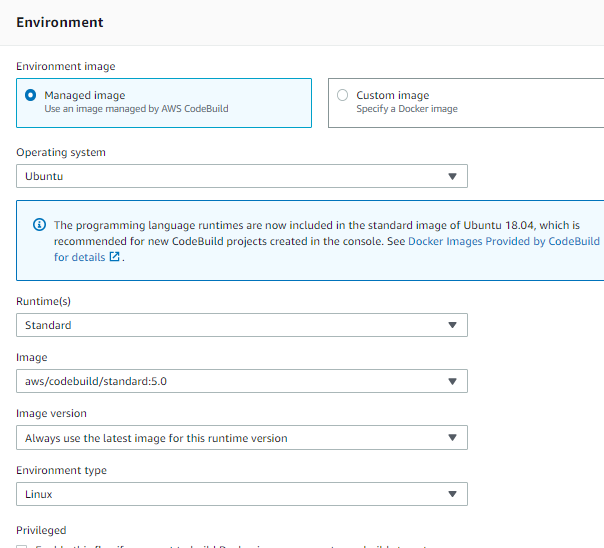 Environment
Environment image
Managed image
Use an image managed by AWS CodeBuild
Custom image
Specify a Docker image
Operating system
Ubuntu
The programming language runtimes are now included in the standard image of Ubuntu 18.04, which is
recommended for new CodeBuild projects created in the console. See Docker Images Provided by CodeBuild
for details .
Runtime(s)
Standard
Image
aws/codebuild/standard:5.0
Image version
Always use the latest image for this runtime version
Environment type
Linux
Privileged